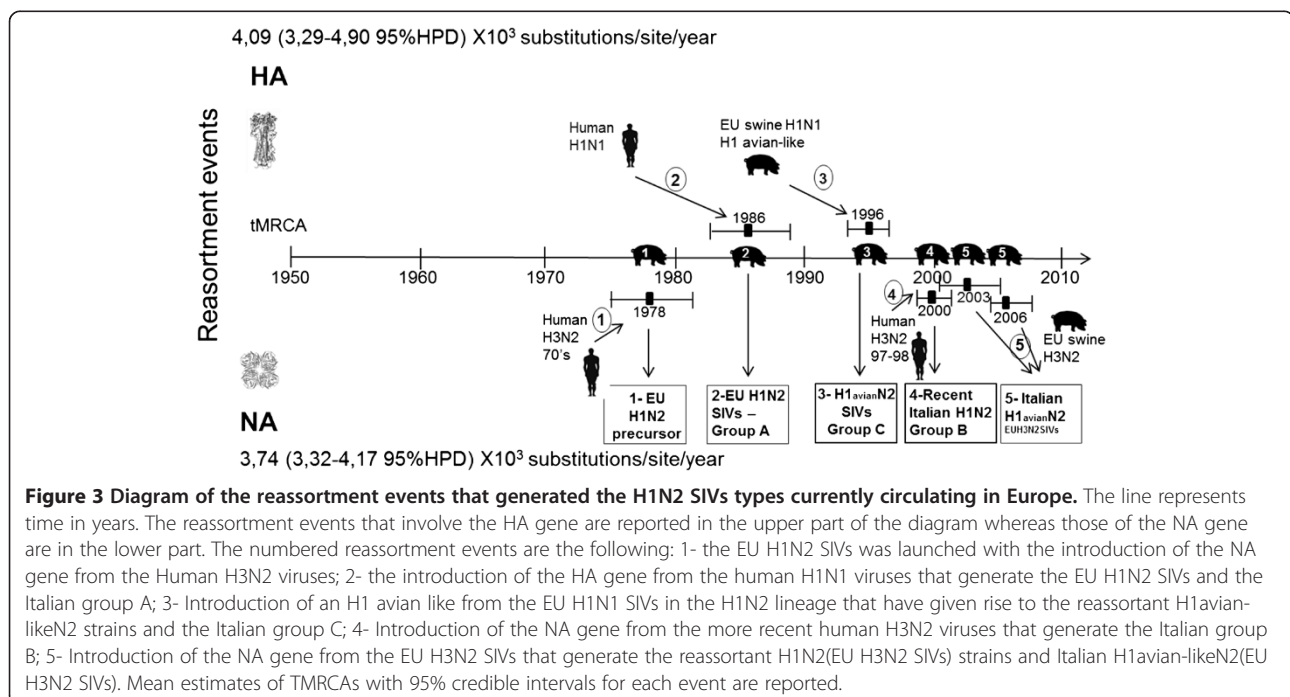 4,09 (3,29-4,90 95%HPD) X10³ substitutions/site/year
HA
Reasortment events
Human
H1N1
EU swine H1N1
H1 avian-like
2
3
tMRCA
1986
1996
1
2
3
4
5
5
1950
1960
1970
1980
1990
2000
2010
1978
2000
2003
2006
Human
H3N2
70's
1
4
Human
H3N2
97-98
5
EU swine
H3N2
NA
1- EU
H1N2
precursor
2-EU H1N2
SIVs –
Group A
3- H1avianN2
SIVs
Group C
4-Recent
Italian H1N2
Group B
5- Italian
H1avianN2
EUH3N2SIVs
3,74 (3,32-4,17 95%HPD) X10³ substitutions/site/year
Figure 3 Diagram of the reassortment events that generated the H1N2 SIVs types currently circulating in Europe. The line represents
time in years. The reassortment events that involve the HA gene are reported in the upper part of the diagram whereas those of the NA gene
are in the lower part. The numbered reassortment events are the following: 1- the EU H1N2 SIVs was launched with the introduction of the NA
gene from the Human H3N2 viruses; 2- the introduction of the HA gene from the human H1N1 viruses that generate the EU H1N2 SIVs and the
Italian group A; 3- Introduction of an H1 avian like from the EU H1N1 SIVs in the H1N2 lineage that have given rise to the reassortant H1avian-
likeN2 strains and the Italian group C; 4- Introduction of the NA gene from the more recent human H3N2 viruses that generate the Italian group
B; 5- Introduction of the NA gene from the EU H3N2 SIVs that generate the reassortant H1N2(EU H3N2 SIVs) strains and Italian H1avian-likeN2(EU
H3N2 SIVs). Mean estimates of TMRCAs with 95% credible intervals for each event are reported.